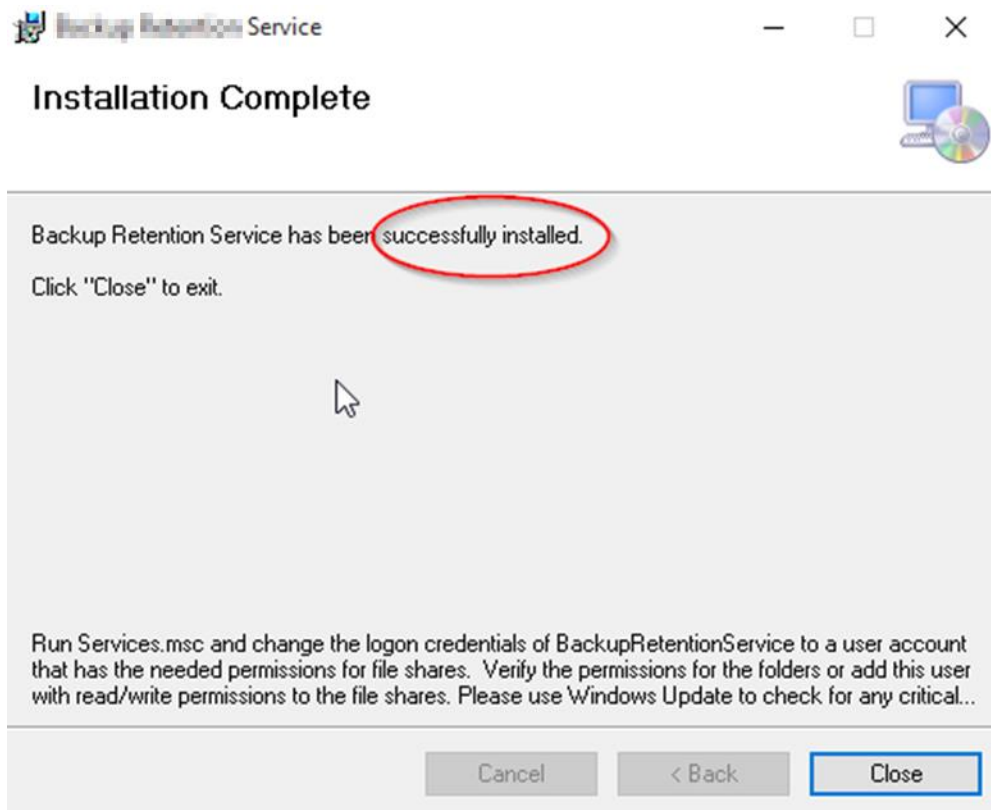 Service
Installation Complete
Backup Retention Service has been successfully installed.
Click "Close" to exit.
Run Services.msc and change the logon credentials of BackupRetentionService to a user account
that has the needed permissions for file shares. Verify the permissions for the folders or add this user
with read/write permissions to the file shares. Please use Windows Update to check for any critical...
Cancel
< Back
Close